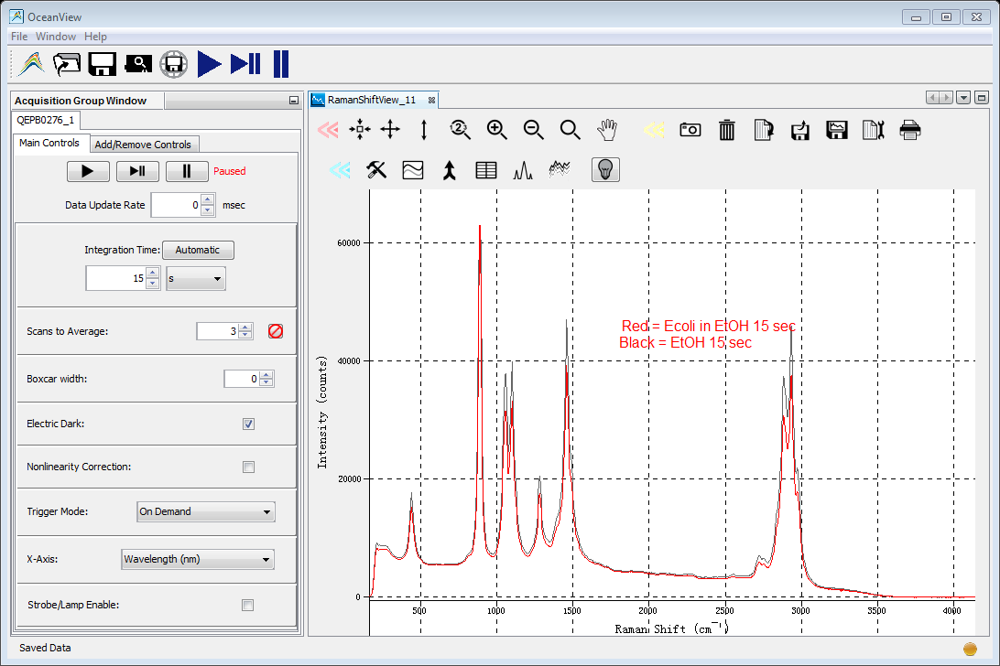 OceanView
File Window Help
Acquisition Group Window
QEPB0276_1
Main Controls
Add/Remove Controls
Paused
Data Update Rate 0 msec
Integration Time: Automatic
15 s
Scans to Average: 3
Boxcar width: 0
Electric Dark:
Nonlinearity Correction:
Trigger Mode: On Demand
X-Axis: Wavelength (nm)
Strobe/Lamp Enable:
RamanShiftView_11
2
60000
40000
20000
0
Intensity (counts)
Red = Ecoli in EtOH 15 sec
Black = EtOH 15 sec
500 1000 1500 2000 2500 3000 3500 4000
Raman Shift (cm⁻¹)
Saved Data